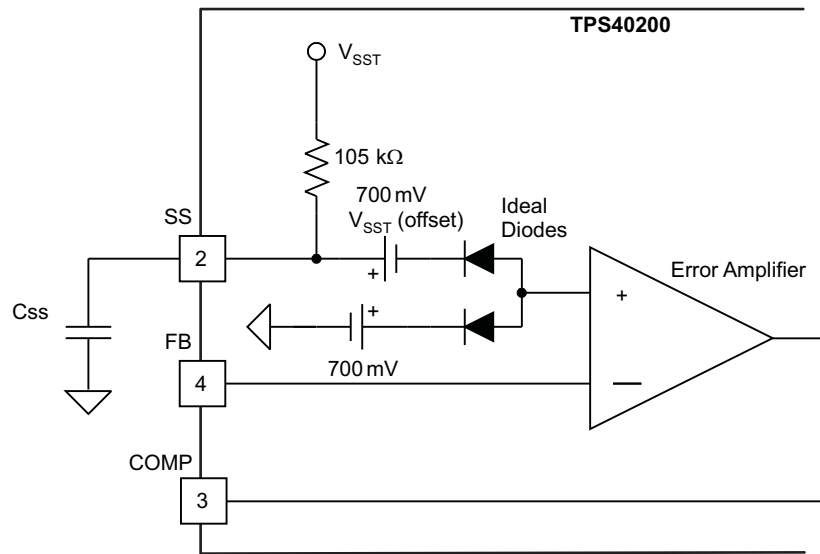 TPS40200
V_SST
105 kΩ
700 mV
V_SST (offset)
Ideal
Diodes
SS
2
+
Error Amplifier
+
Css
+
FB
700 mV
4
—
COMP
3